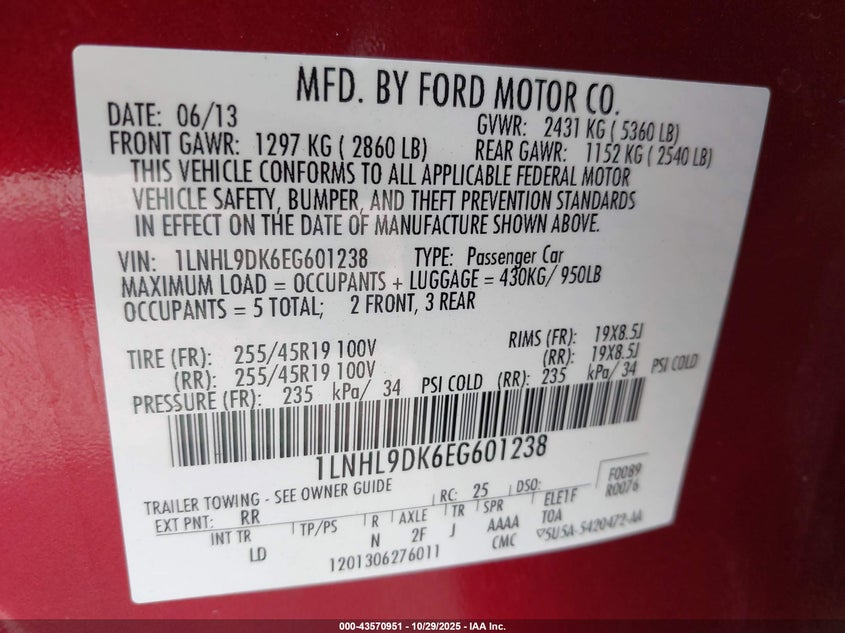 MFD. BY FORD MOTOR CO.
DATE: 06/13 GVWR: 2431 KG ( 5360 LB)
FRONT GAWR: 1297 KG ( 2860 LB) REAR GAWR: 1152 KG ( 2540 LB)
THIS VEHICLE CONFORMS TO ALL APPLICABLE FEDERAL MOTOR
VEHICLE SAFETY, BUMPER, AND THEFT PREVENTION STANDARDS
IN EFFECT ON THE DATE OF MANUFACTURE SHOWN ABOVE.
VIN: 1LNHL9DK6EG601238 TYPE: Passenger Car
MAXIMUM LOAD = OCCUPANTS + LUGGAGE = 430KG/ 950LB
OCCUPANTS = 5 TOTAL; 2 FRONT, 3 REAR
TIRE (FR): 255/45R19 100V RIMS (FR): 19X8.5J
(RR): 255/45R19 100V (RR): 19X8.5J
PRESSURE (FR): 235 kPa/ 34 PSI COLD (RR): 235 kPa/ 34 PSI COLD
1LNHL9DK6EG601238
F0089
R0076
TRAILER TOWING - SEE OWNER GUIDE RC: 25 DSO:
EXT PNT: RR TP/PS R AXLE TR SPR ELE1F
INT TR LD N 2F J AAAA T0A
CMC
1201306276011
▽5U5A-5420472-AA
000-43570951 - 10/29/2025 - IAA Inc.